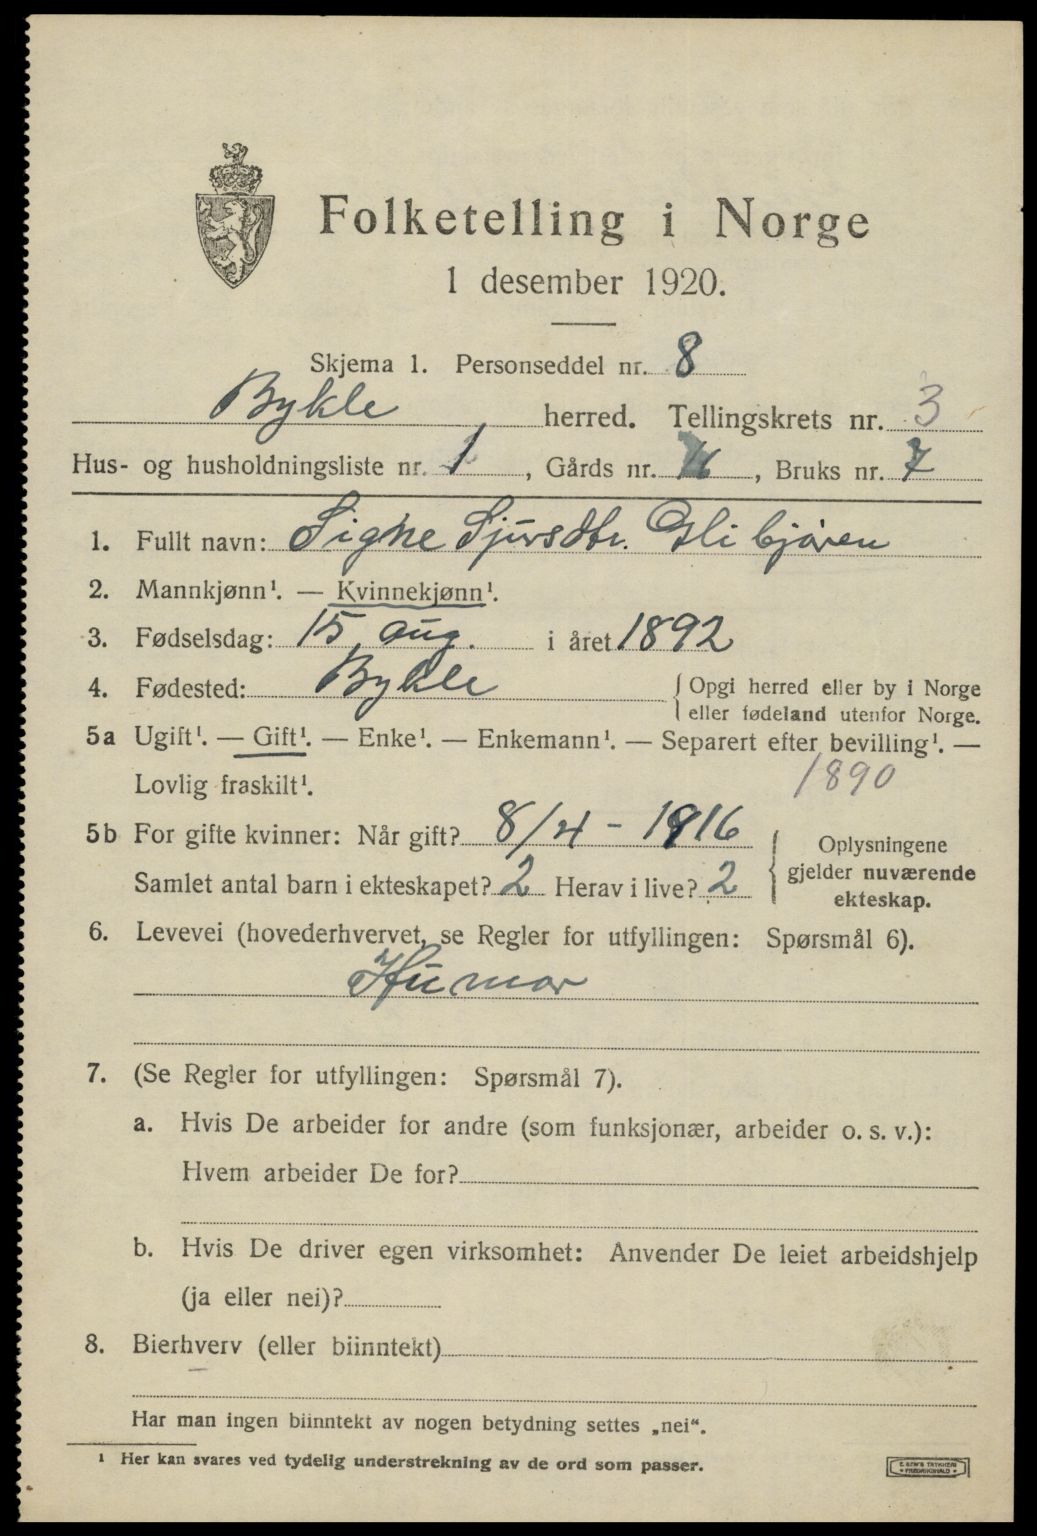 Folketelling i Norge
1 desember 1920.
Skjema 1. Personseddel nr. 8
Bykle herred. Tellingskrets nr. 3
Hus- og husholdningsliste nr. 1, Gårds nr., Bruks nr. 7
1. Fullt navn: Signe Sjursdtr. Glibjøren
2. Mannkjønn¹. — Kvinnekjønn¹.
3. Fødselsdag: 15 aug. i året 1892
4. Fødested: Bykle { Opgi herred eller by i Norge
eller fødeland utenfor Norge.
5a Ugift¹. — Gift¹. — Enke¹. — Enkemann¹. — Separert efter bevilling¹. —
Lovlig fraskilt¹. 1890
5b For gifte kvinner: Når gift? 8/4 - 1916
Samlet antal barn i ekteskapet? 2 Herav i live? 2
{ Oplysningene
gjelder nuværende
ekteskap.
6. Levevei (hovederhvervet, se Regler for utfyllingen: Spørsmål 6).
Humor
7. (Se Regler for utfyllingen: Spørsmål 7).
a. Hvis De arbeider for andre (som funksjonær, arbeider o. s. v.):
Hvem arbeider De for?
b. Hvis De driver egen virksomhet: Anvender De leiet arbeidshjelp
(ja eller nei)?
8. Bierhverv (eller biinntekt)
Har man ingen biinntekt av nogen betydning settes „nei“.
¹ Her kan svares ved tydelig understrekning av de ord som passer.